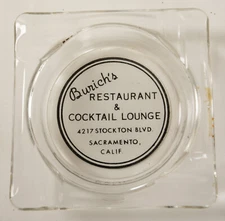 Burich's
RESTAURANT
&
COCKTAIL LOUNGE
4217 STOCKTON BLVD.
SACRAMENTO,
CALIF.